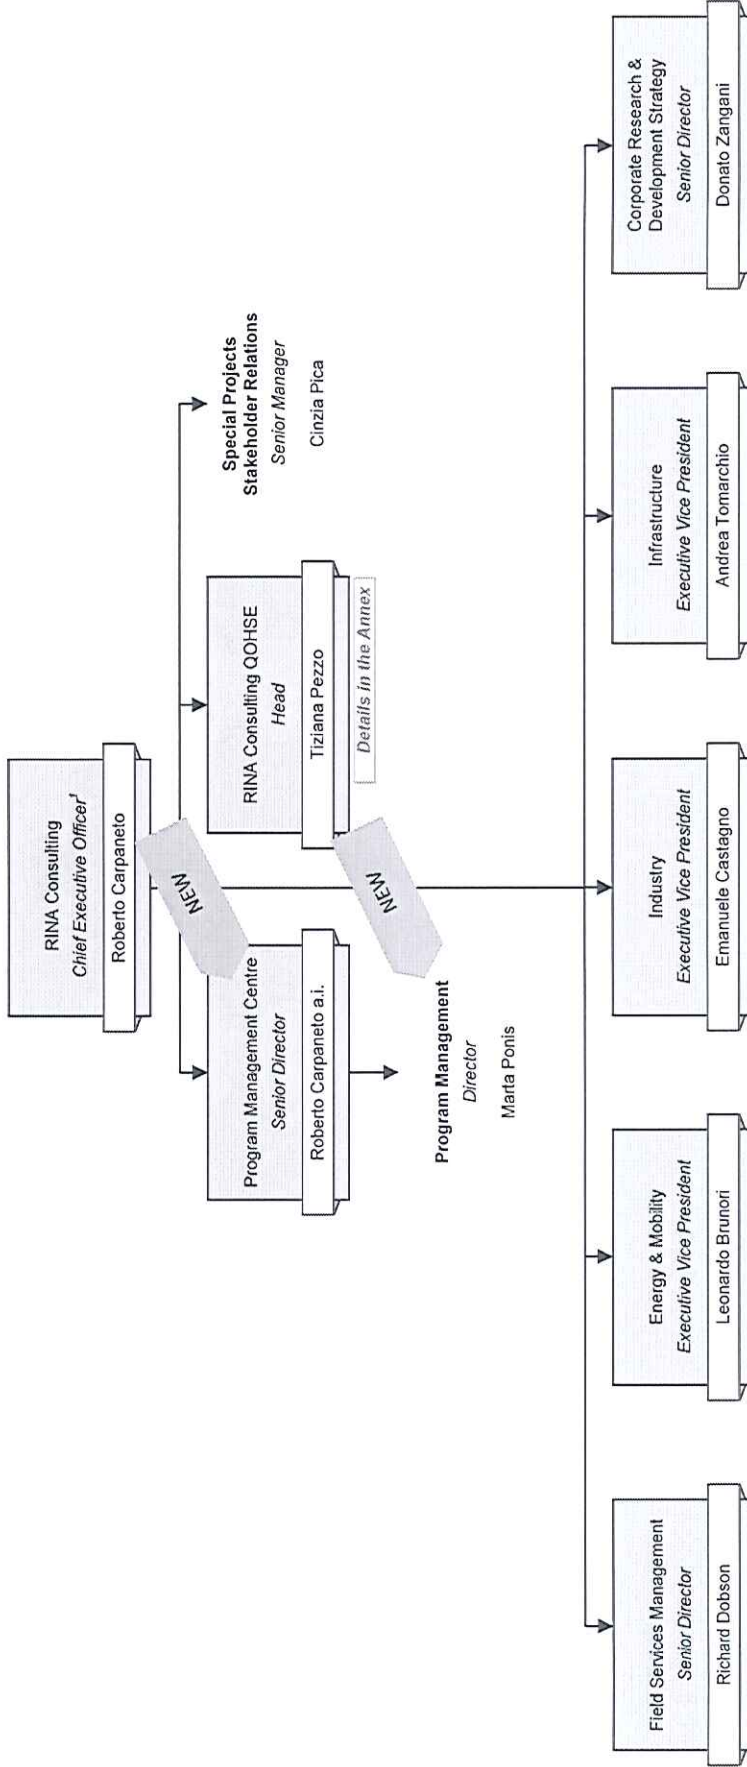 RINA Consulting
Chief Executive Officer¹
Roberto Carpaneto
NEW
Program Management Centre
Senior Director
Roberto Carpaneto a.i.
RINA Consulting QOHSE
Head
Tiziana Pezzo
Details in the Annex
Special Projects
Stakeholder Relations
Senior Manager
Cinzia Pica
NEW
Program Management
Director
Marta Ponis
Field Services Management
Senior Director
Richard Dobson
Energy & Mobility
Executive Vice President
Leonardo Brunori
Industry
Executive Vice President
Emanuele Castagno
Infrastructure
Executive Vice President
Andrea Tomarchio
Corporate Research &
Development Strategy
Senior Director
Donato Zangani